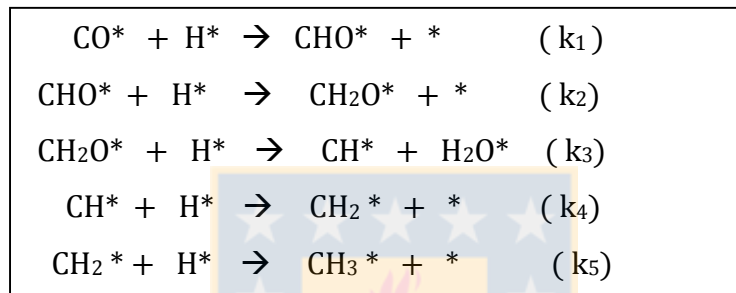 CO* + H* → CHO* + * ( k₁)
CHO* + H* → CH₂O* + * ( k₂)
CH₂O* + H* → CH* + H₂O* ( k₃)
CH* + H* → CH₂ * + * ( k₄)
CH₂ * + H* → CH₃ * + * ( k₅)